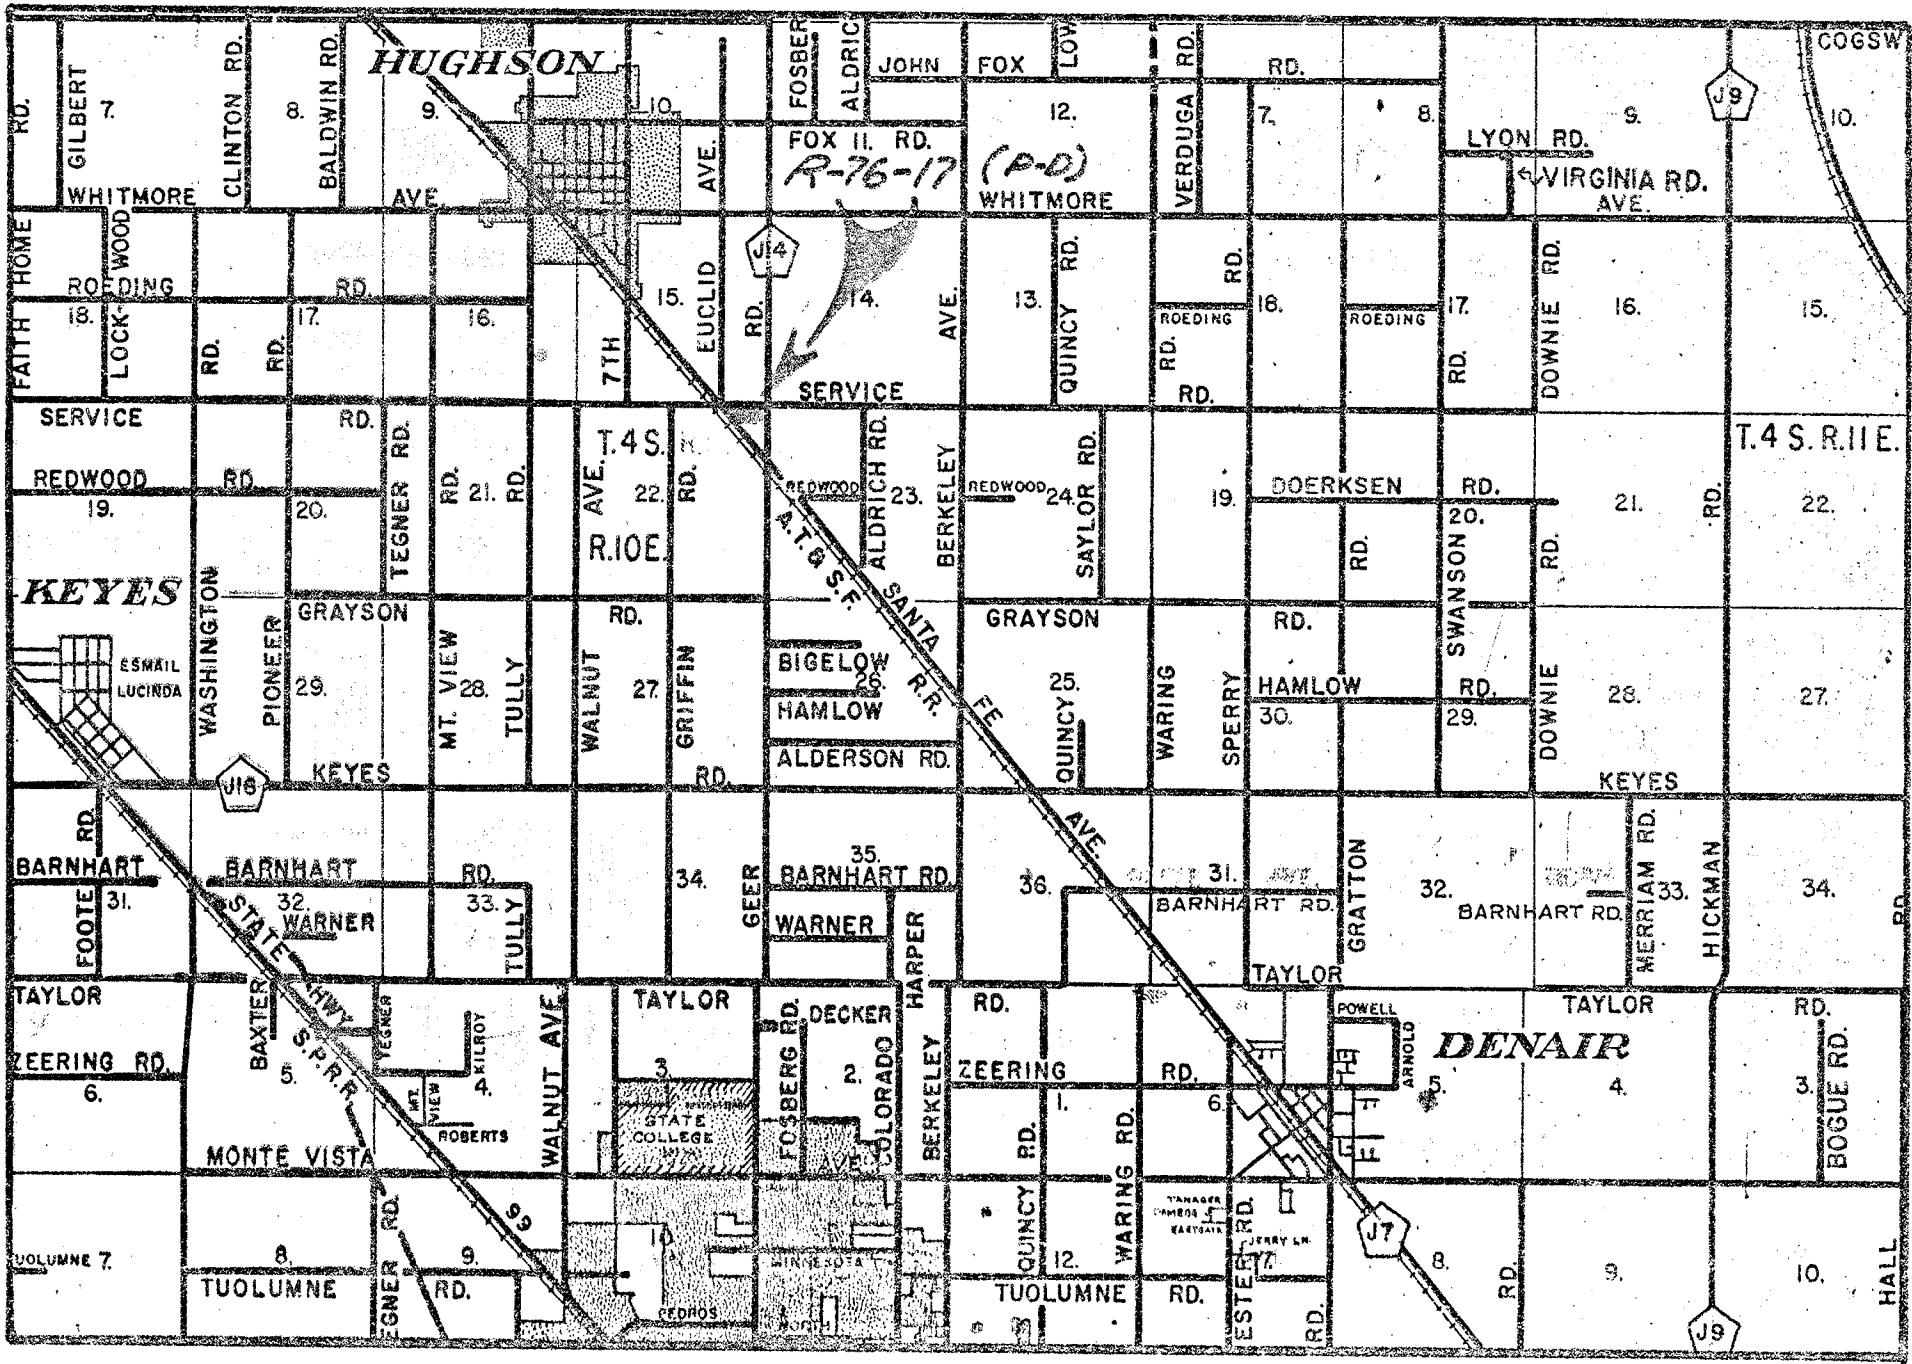 HUGHSON
COGSW
RD.
GILBERT
7.
CLINTON RD.
8.
BALDWIN RD.
9.
10.
FOSBER
ALDRIC
JOHN FOX RD.
LOW
12.
VERDUGA RD.
7.
8.
9.
J9
10.
LYON RD.
VIRGINIA RD.
FOX II. RD.
R-76-17 (P-D)
WHITMORE AVE.
AVE.
WHITMORE AVE.
FAITH HOME
LOCKWOOD
ROEDING RD.
18.
17.
16.
15.
EUCLID
J14
RD.
14.
AVE.
13.
QUINCY RD.
RD.
ROEDING
18.
ROEDING
17.
DOWNIE RD.
16.
15.
RD.
RD.
7TH
RD.
RD.
SERVICE RD.
SERVICE RD.
TEGNER RD.
T.4 S.
R.
T.4 S. R.11 E.
REDWOOD RD.
19.
20.
RD.
21.
RD.
AVE.
22.
RD.
REDWOOD
ALDRICH RD.
23.
BERKELEY
REDWOOD
24.
SAYLOR RD.
19.
DOERKSEN RD.
20.
21.
RD.
22.
R.10E.
A.T.& S.F. R.R.
RD.
SWANSON
RD.
KEYES
WASHINGTON
GRAYSON RD.
SANTA FE AVE.
GRAYSON RD.
ESMAIL
LUCINDA
PIONEER
29.
MT. VIEW
28.
TULLY
WALNUT
27.
GRIFFIN
BIGELOW
26.
HAMLOW
ALDERSON RD.
25.
QUINCY
WARING
SPERRY
HAMLOW RD.
30.
29.
DOWNIE
28.
27.
J16
KEYES RD.
KEYES
FOOTE RD.
BARNHART
31.
BARNHART RD.
32.
WARNER
33.
TULLY
34.
GEER
35.
BARNHART RD.
WARNER
HARPER
36.
31.
BARNHART RD.
GRATTON
32.
BARNHART RD.
MERRIAM RD.
33.
HICKMAN
34.
RD
STATE HWY
99
S.P.R.R.
TAYLOR
TAYLOR
RD.
TAYLOR
TAYLOR
RD.
BAXTER
TEGNER
KILROY
WALNUT AVE.
FOSBERG RD.
DECKER
POWELL
ARNOLD
DENAIR
BOGUE RD.
ZEERING RD.
6.
5.
MT. VIEW
4.
ROBERTS
3.
STATE
COLLEGE
2.
COLORADO
AVE.
BERKELEY
ZEERING RD.
1.
RD.
WARING RD.
6.
5.
4.
3.
MONTE VISTA
UOLUMNE 7.
8.
EGNER RD.
9.
10.
MINNESOTA
QUINCY
12.
TANAGER
EASTGATE
JERRY LN.
7.
ESTER RD.
J7
8.
9.
10.
HALL
TUOLUMNE RD.
PEDROS
NORTH
TUOLUMNE RD.
RD.
RD.
J9